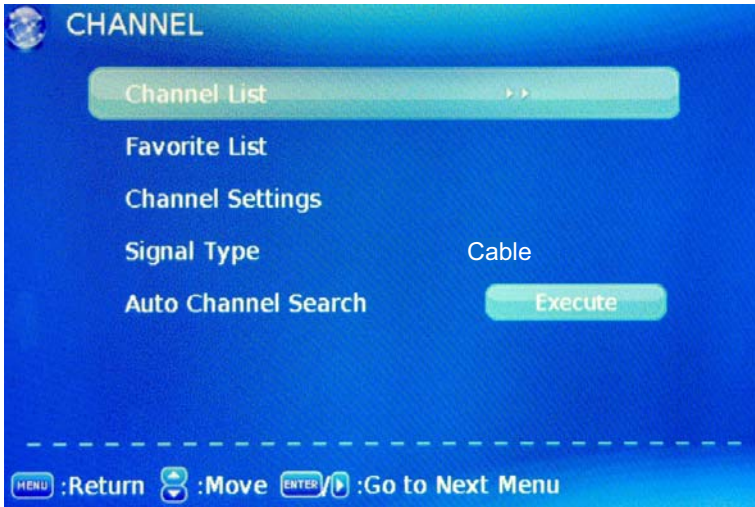 CHANNEL
Channel List
Favorite List
Channel Settings
Signal Type Cable
Auto Channel Search Execute
MENU :Return :Move ENTER/ :Go to Next Menu